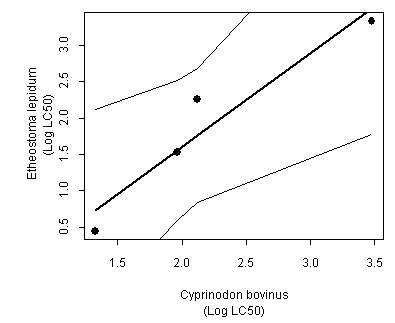 Etheostoma lepidum
(Log LC50)
3.0
2.5
2.0
1.5
1.0
0.5
1.5 2.0 2.5 3.0 3.5
Cyprinodon bovinus
(Log LC50)